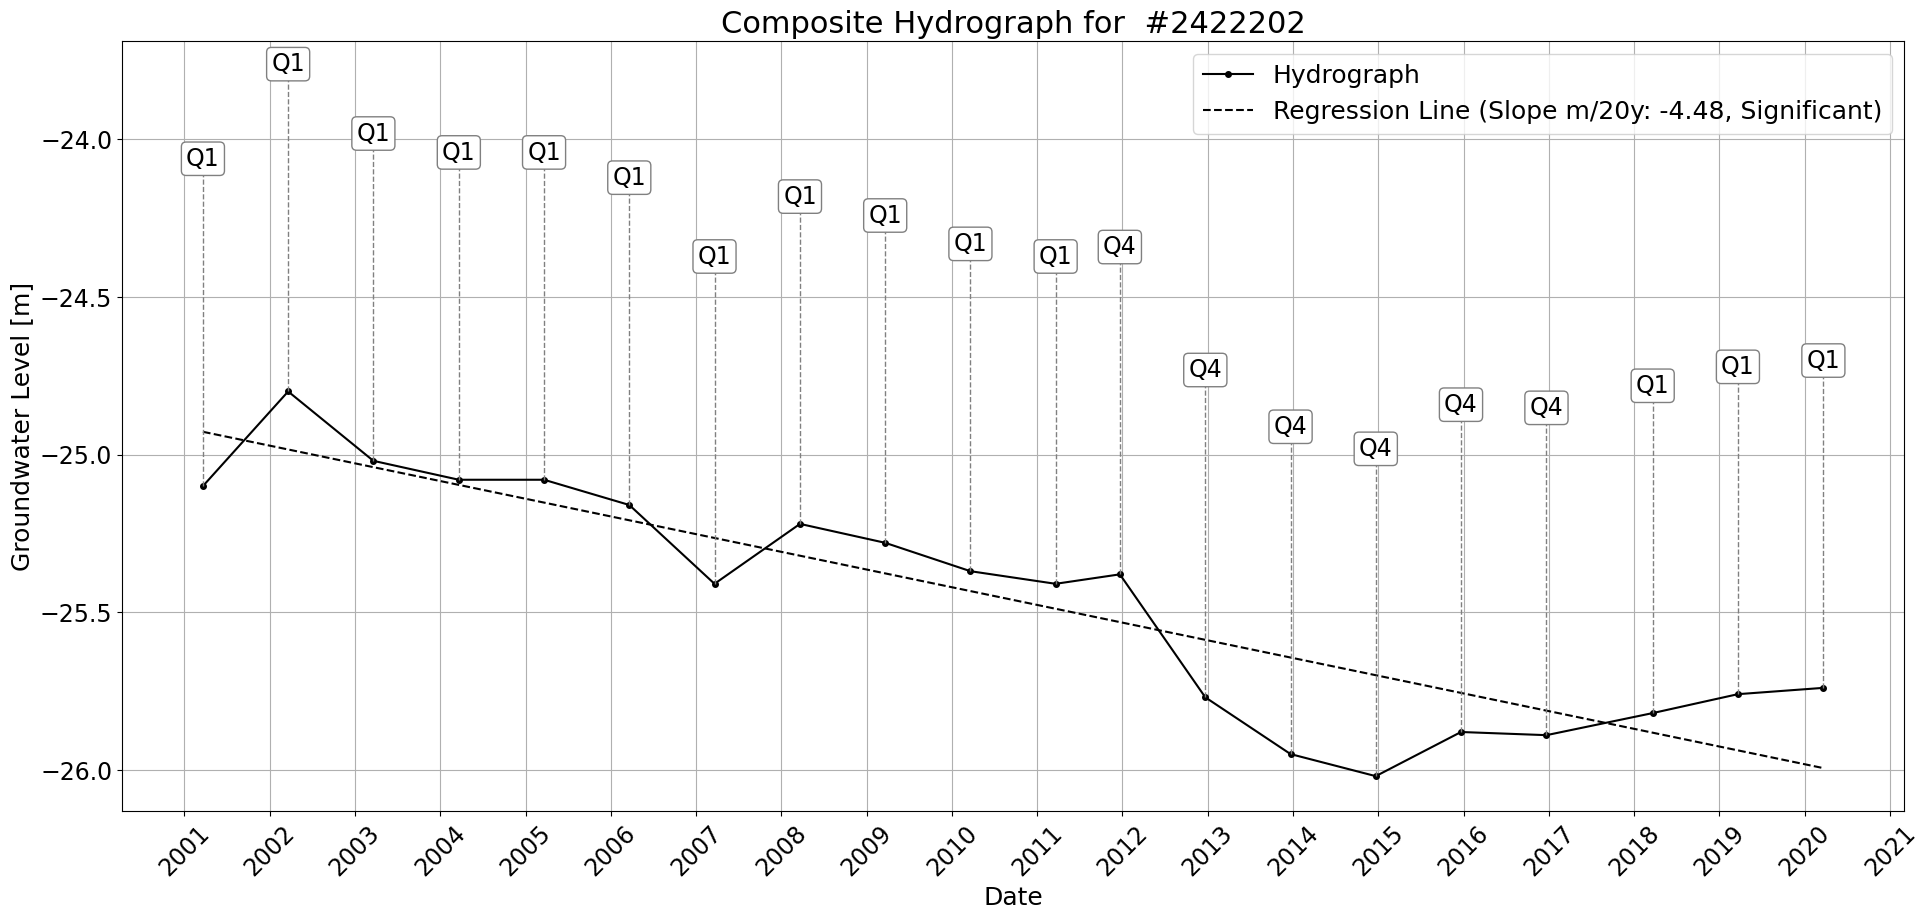 Composite Hydrograph for  #2422202
Hydrograph
Regression Line (Slope m/20y: -4.48, Significant)
Q1
Q1
Q1
Q1
Q1
Q1
Q1
Q1
Q1
Q1
Q1
Q4
Q4
Q4
Q4
Q4
Q4
Q1
Q1
Q1
Groundwater Level [m]
−24.0
−24.5
−25.0
−25.5
−26.0
2001
2002
2003
2004
2005
2006
2007
2008
2009
2010
2011
2012
2013
2014
2015
2016
2017
2018
2019
2020
2021
Date